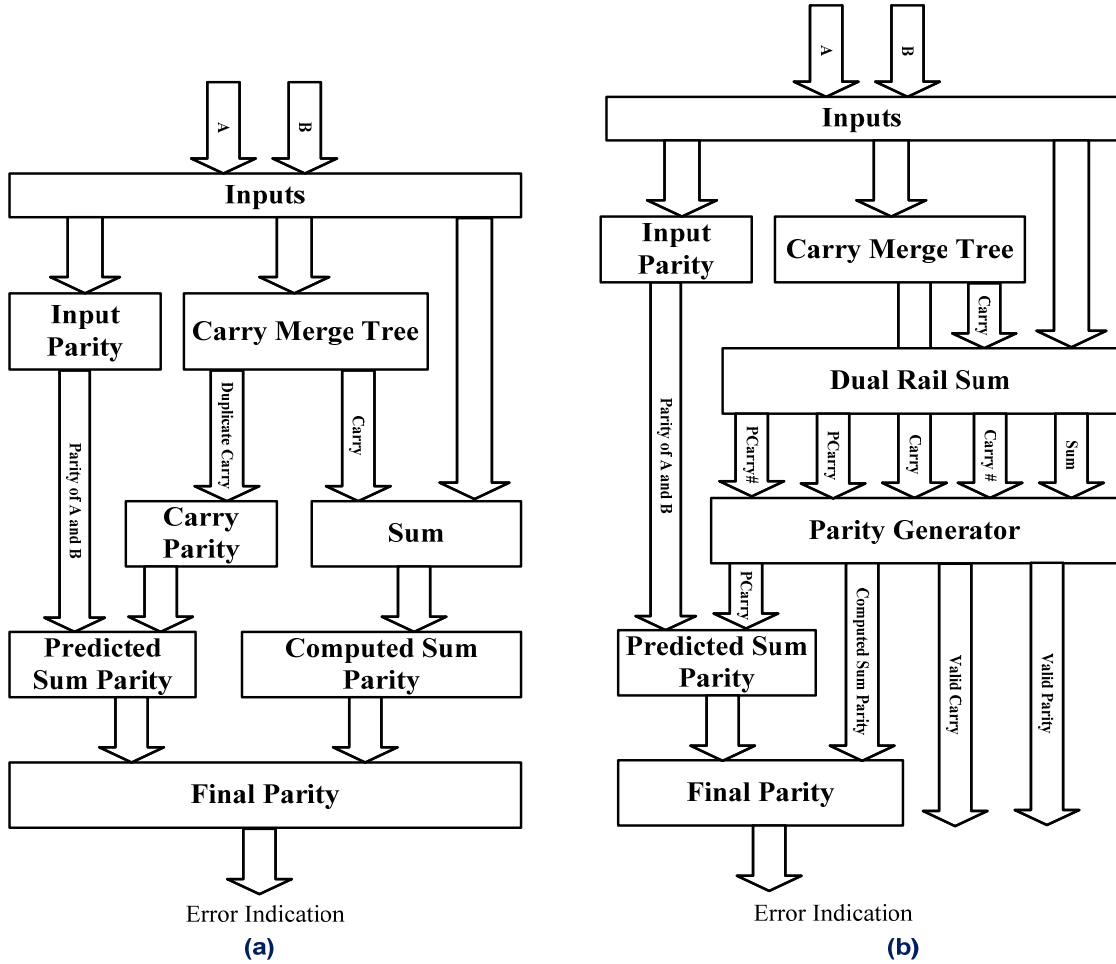 A
B
Inputs
Input
Parity
Carry Merge Tree
Parity of A and B
Duplicate Carry
Carry
Carry
Parity
Sum
Predicted
Sum Parity
Computed Sum
Parity
Final Parity
Error Indication
(a)
A
B
Inputs
Input
Parity
Carry Merge Tree
Carry
Parity of A and B
Dual Rail Sum
PCarry#
PCarry
Carry
Carry #
Sum
Parity Generator
PCarry
Computed Sum Parity
Valid Carry
Valid Parity
Predicted Sum
Parity
Final Parity
Error Indication
(b)